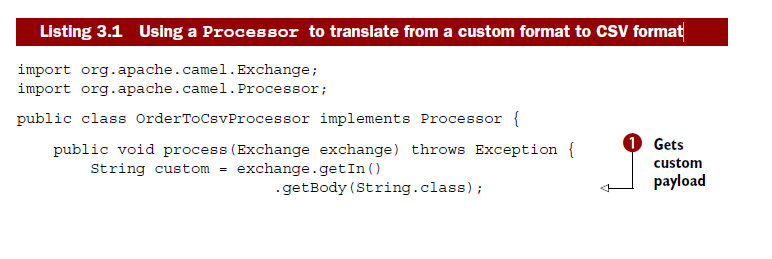 Listing 3.1 Using a Processor to translate from a custom format to CSV format
import org.apache.camel.Exchange;
import org.apache.camel.Processor;
public class OrderToCsvProcessor implements Processor {
public void process(Exchange exchange) throws Exception {
String custom = exchange.getIn()
.getBody(String.class);
1 Gets
custom
payload